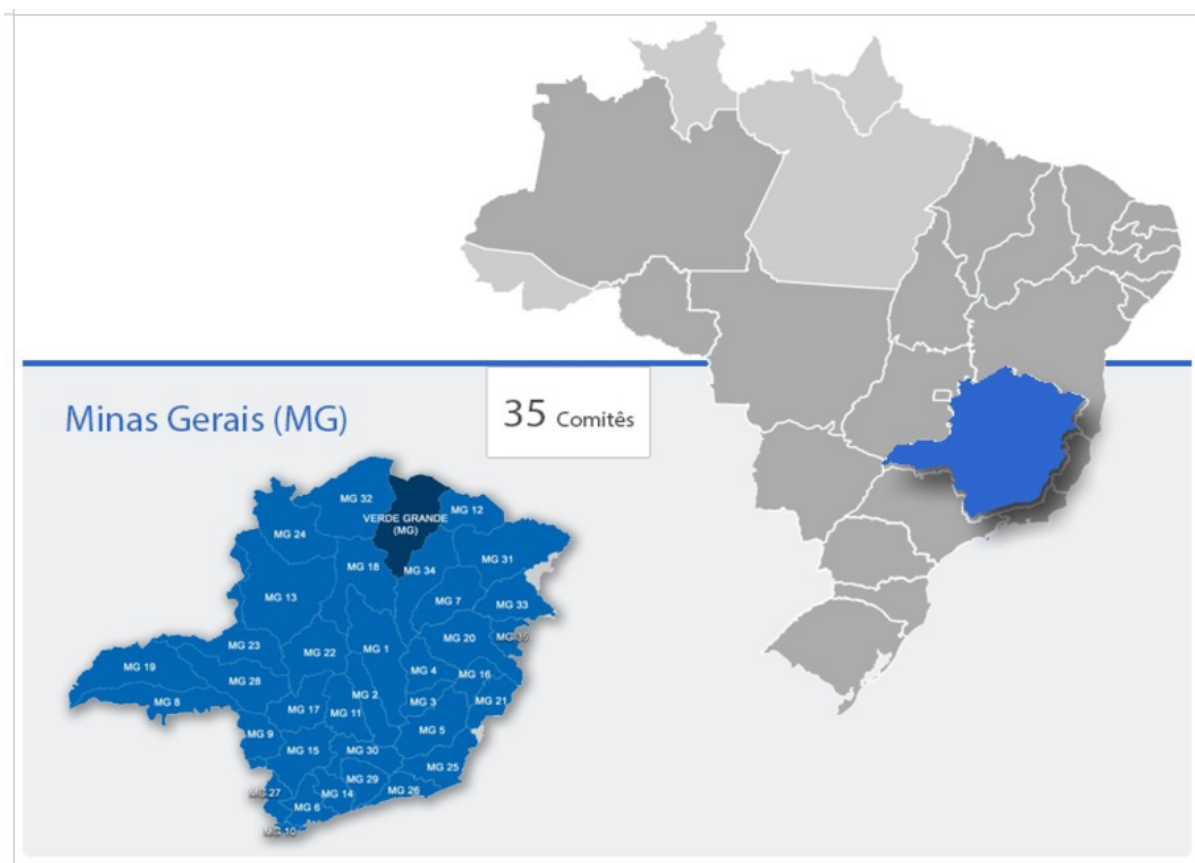 Minas Gerais (MG)
35 Comitês
MG 32
VERDE GRANDE
(MG)
MG 12
MG 24
MG 31
MG 18
MG 34
MG 13
MG 7
MG 33
MG 23
MG 22
MG 1
MG 20
MG 35
MG 19
MG 4
MG 16
MG 28
MG 8
MG 2
MG 3
MG 21
MG 17
MG 11
MG 9
MG 5
MG 15
MG 30
MG 25
MG 29
MG 27
MG 14
MG 26
MG 6
MG 10